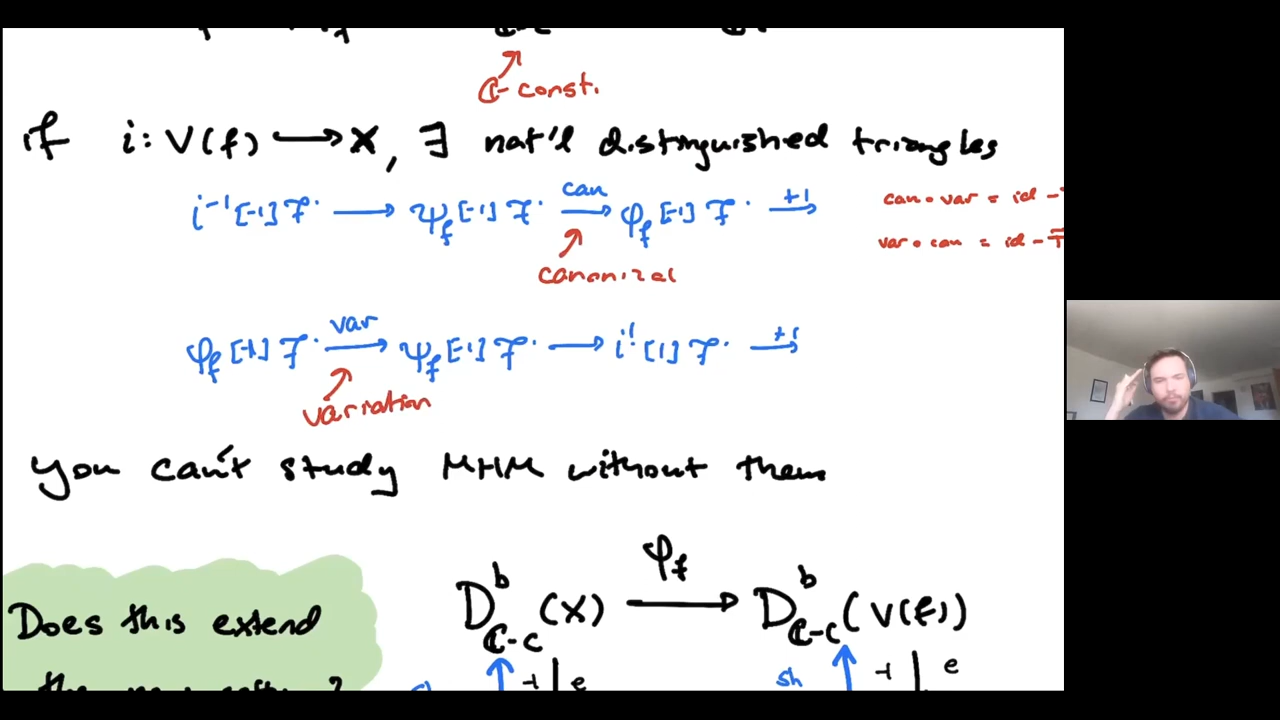 ℂ-const.
if i: V(f) ⟶ X, ∃ nat'l distinguished triangles
i⁻¹[-1]F• ⟶ ψ_f[-1]F• —can→ φ_f[-1]F• —+1→
can∘var = id -
var∘can = id - T̃
canonical
φ_f[-1]F• —var→ ψ_f[-1]F• ⟶ i^![1]F• —+1→
variation
you can't study MHM without them
Does this extend
D^b_{ℂ-c}(X) —φ_f→ D^b_{ℂ-c}(V(f))
sh ⊣ e